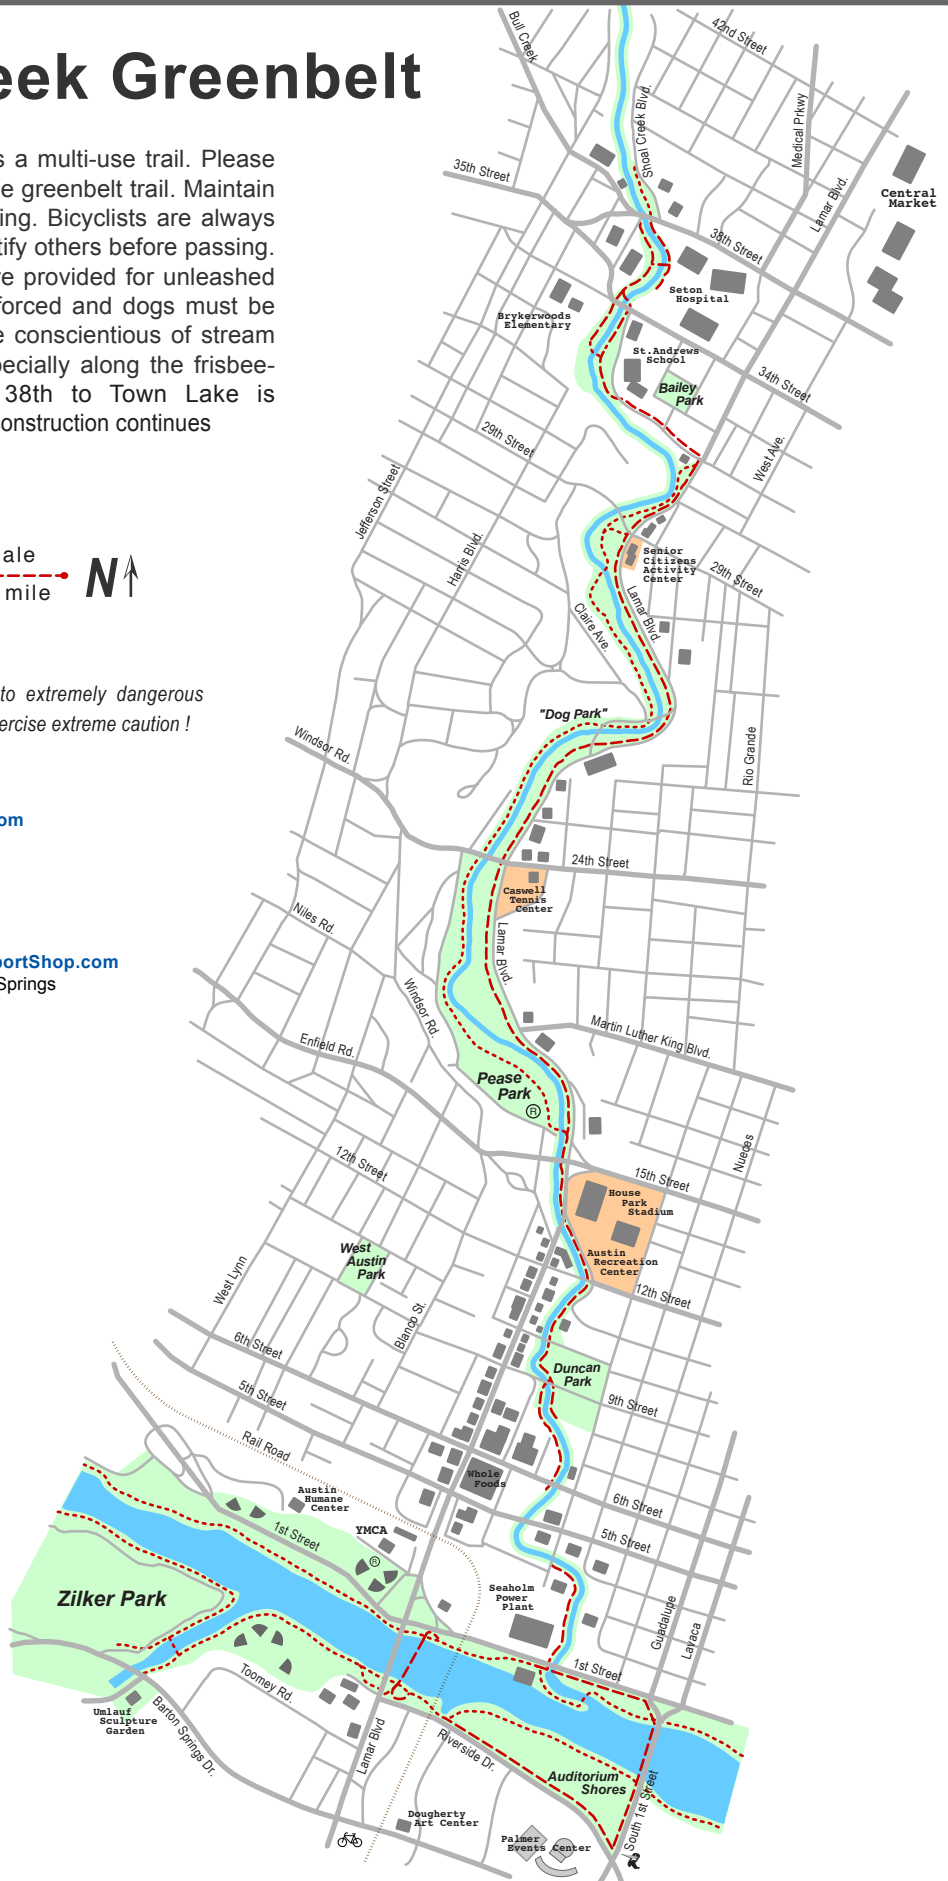 eek Greenbelt
s a multi-use trail. Please
e greenbelt trail. Maintain
ing. Bicyclists are always
tify others before passing.
re provided for unleashed
forced and dogs must be
e conscientious of stream
specially along the frisbee-
38th to Town Lake is
onstruction continues
ale
mile
N
to extremely dangerous
ercise extreme caution !
om
portShop.com
Springs
Bull Creek
42nd Street
Shoal Creek Blvd.
Medical Prkwy
Lamar Blvd.
Central
Market
35th Street
38th Street
Seton
Hospital
Brykerwoods
Elementary
St.Andrews
School
Bailey
Park
34th Street
West Ave.
29th Street
Jefferson Street
Harris Blvd.
Senior
Citizens
Activity
Center
29th Street
Lamar Blvd.
Claire Ave.
"Dog Park"
Windsor Rd.
Rio Grande
24th Street
Caswell
Tennis
Center
Niles Rd.
Lamar Blvd.
Windsor Rd.
Enfield Rd.
Martin Luther King Blvd.
Pease
Park
R
Nueces
12th Street
15th Street
House
Park
Stadium
Austin
Recreation
Center
12th Street
West
Austin
Park
West Lynn
Blanco St.
6th Street
Duncan
Park
9th Street
5th Street
Rail Road
Whole
Foods
Austin
Humane
Center
6th Street
1st Street
YMCA
5th Street
R
Seaholm
Power
Plant
Zilker Park
Guadalupe
Lavaca
1st Street
Toomey Rd.
Umlauf
Sculpture
Garden
Barton Springs Dr.
Lamar Blvd
Riverside Dr.
Auditorium
Shores
South 1st Street
Dougherty
Art Center
Palmer
Events Center